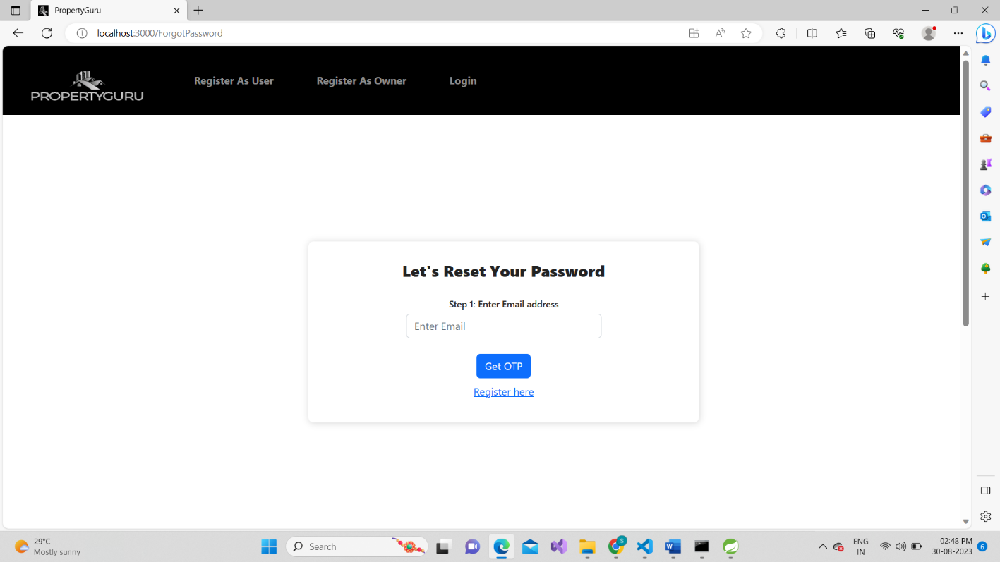 PropertyGuru
localhost:3000/ForgotPassword
PROPERTYGURU
Register As User
Register As Owner
Login
Let's Reset Your Password
Step 1: Enter Email address
Enter Email
Get OTP
Register here
29°C
Mostly sunny
Search
S
W
ENG
IN
02:48 PM
30-08-2023
6